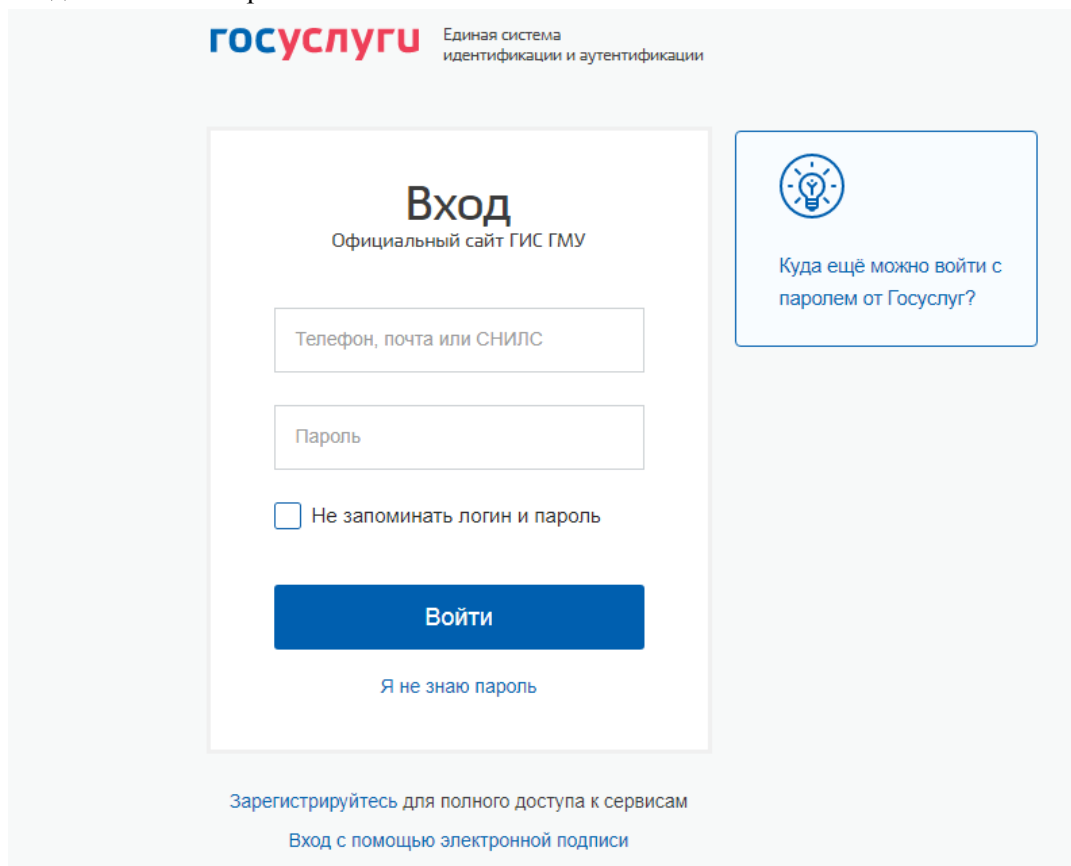 госуслуги
Единая система
идентификации и аутентификации
Вход
Официальный сайт ГИС ГМУ
Телефон, почта или СНИЛС
Пароль
Не запоминать логин и пароль
Войти
Я не знаю пароль
Куда ещё можно войти с
паролем от Госуслуг?
Зарегистрируйтесь для полного доступа к сервисам
Вход с помощью электронной подписи